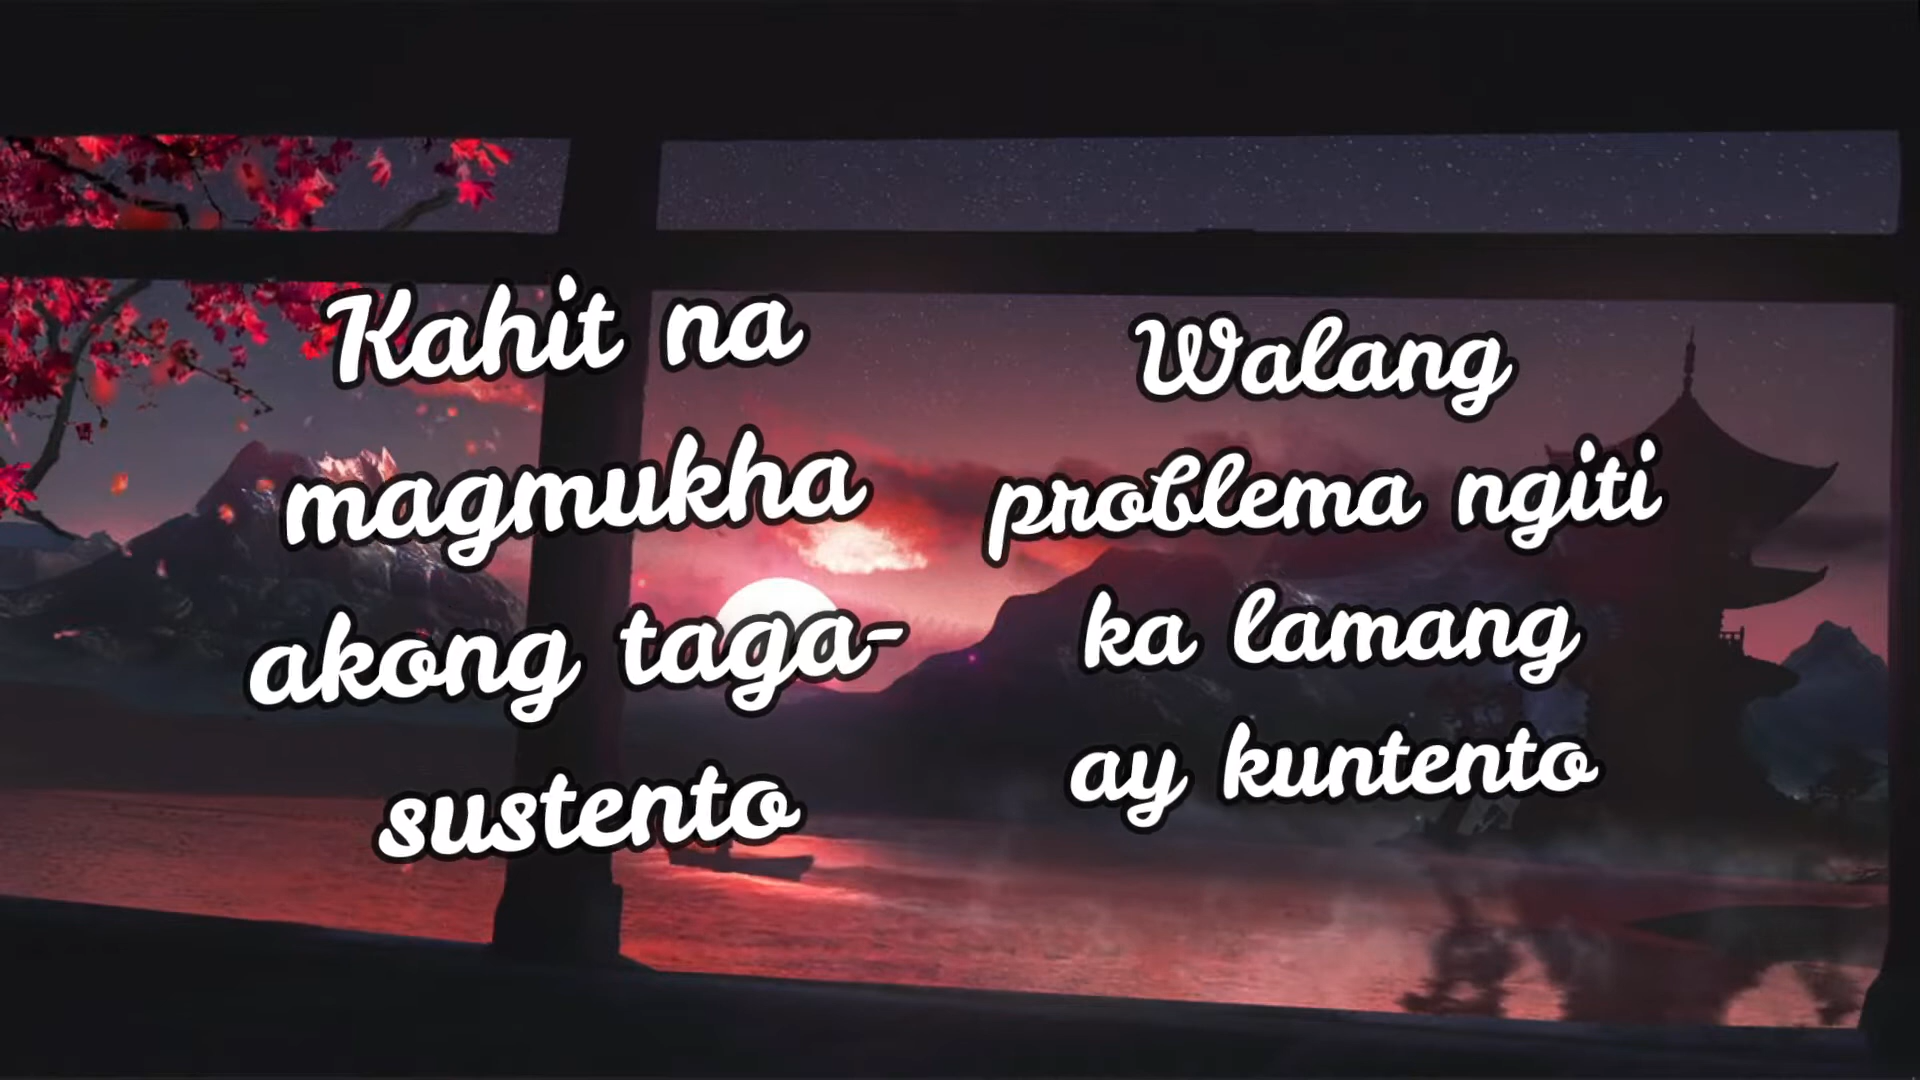 Kahit na
magmukha
akong taga-
sustento
Walang
problema ngiti
ka lamang
ay kuntento